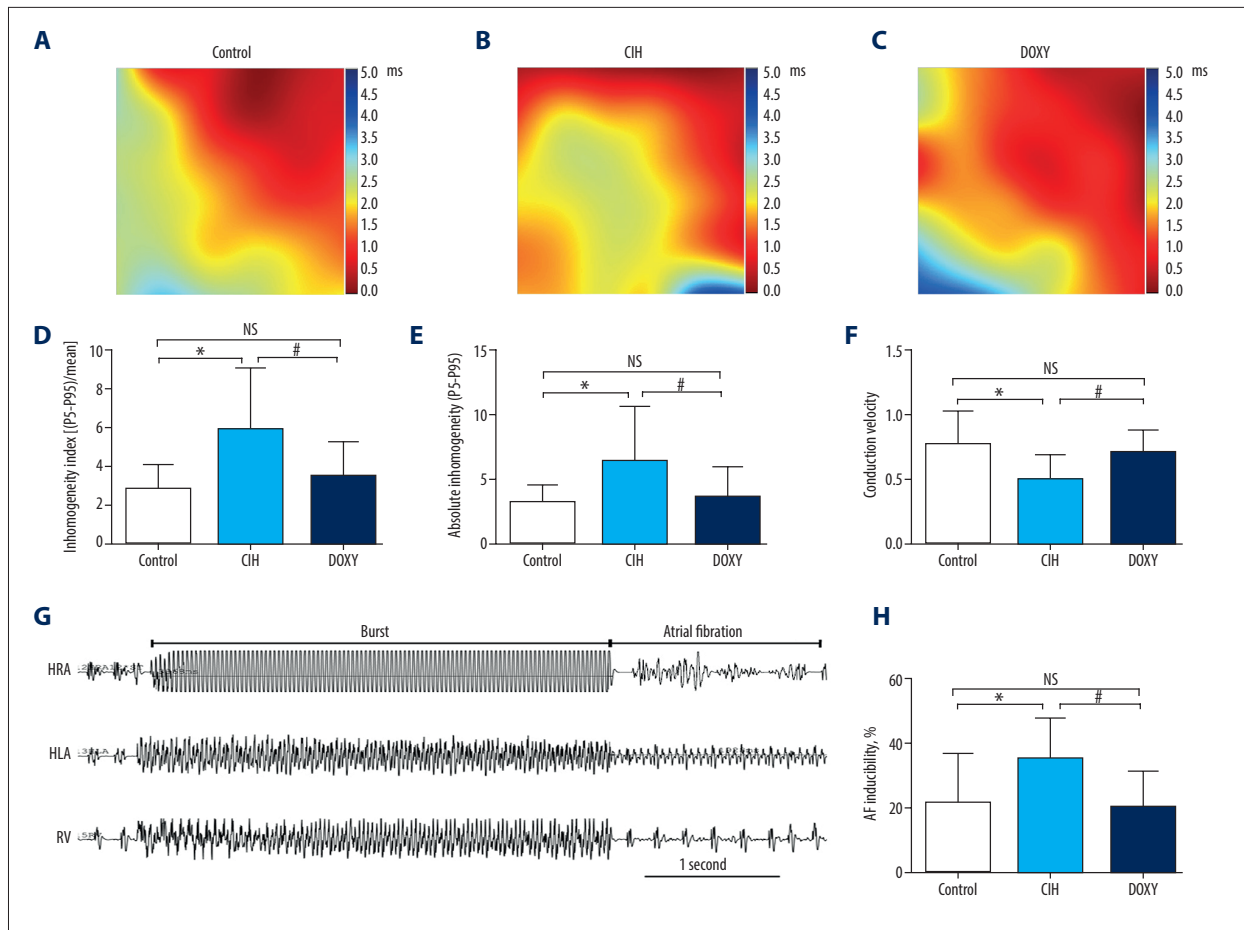 A
Control
5.0 ms
4.5
4.0
3.5
3.0
2.5
2.0
1.5
1.0
0.5
0.0
B
CIH
5.0 ms
4.5
4.0
3.5
3.0
2.5
2.0
1.5
1.0
0.5
0.0
C
DOXY
5.0 ms
4.5
4.0
3.5
3.0
2.5
2.0
1.5
1.0
0.5
0.0
D
Inhomogeneity index [(P5-P95)/mean]
10
8
6
4
2
0
NS
* #
Control CIH DOXY
E
Absolute inhomogeneity (P5-P95)
15
10
5
0
NS
* #
Control CIH DOXY
F
Conduction velocity
1.5
1.0
0.5
0.0
NS
* #
Control CIH DOXY
G
Burst Atrial fibration
HRA
HLA
RV
1 second
H
AF inducibility, %
60
40
20
0
NS
* #
Control CIH DOXY